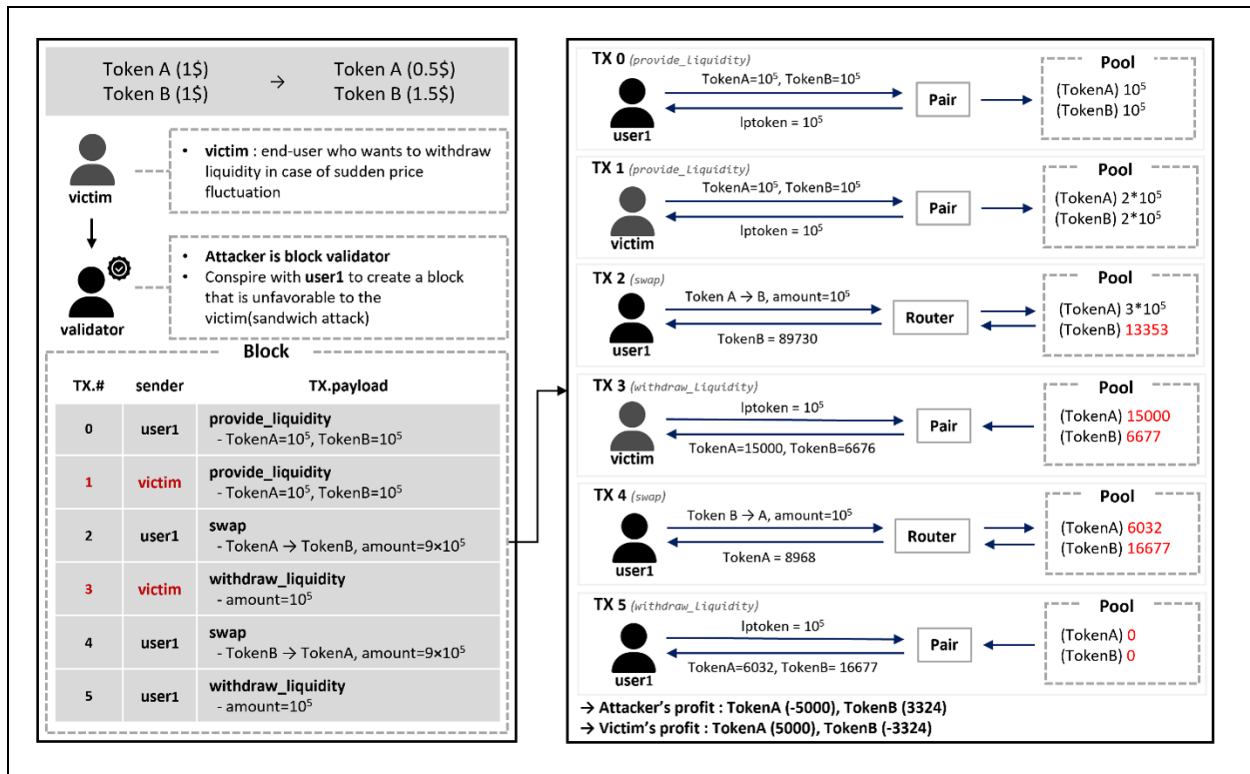 Token A (1$) → Token A (0.5$)
Token B (1$) Token B (1.5$)
victim
• victim : end-user who wants to withdraw
liquidity in case of sudden price
fluctuation
validator
• Attacker is block validator
• Conspire with user1 to create a block
that is unfavorable to the
victim(sandwich attack)
Block
TX.# sender TX.payload
0 user1 provide_liquidity
- TokenA=10⁵, TokenB=10⁵
1 victim provide_liquidity
- TokenA=10⁵, TokenB=10⁵
2 user1 swap
- TokenA → TokenB, amount=9×10⁵
3 victim withdraw_liquidity
- amount=10⁵
4 user1 swap
- TokenB → TokenA, amount=9×10⁵
5 user1 withdraw_liquidity
- amount=10⁵
TX 0 (provide_liquidity)
TokenA=10⁵, TokenB=10⁵
lptoken = 10⁵
user1
Pair
Pool
(TokenA) 10⁵
(TokenB) 10⁵
TX 1 (provide_liquidity)
TokenA=10⁵, TokenB=10⁵
lptoken = 10⁵
victim
Pair
Pool
(TokenA) 2*10⁵
(TokenB) 2*10⁵
TX 2 (swap)
Token A → B, amount=10⁵
TokenB = 89730
user1
Router
Pool
(TokenA) 3*10⁵
(TokenB) 13353
TX 3 (withdraw_liquidity)
lptoken = 10⁵
TokenA=15000, TokenB=6676
victim
Pair
Pool
(TokenA) 15000
(TokenB) 6677
TX 4 (swap)
Token B → A, amount=10⁵
TokenA = 8968
user1
Router
Pool
(TokenA) 6032
(TokenB) 16677
TX 5 (withdraw_liquidity)
lptoken = 10⁵
TokenA=6032, TokenB= 16677
user1
Pair
Pool
(TokenA) 0
(TokenB) 0
→ Attacker's profit : TokenA (-5000), TokenB (3324)
→ Victim's profit : TokenA (5000), TokenB (-3324)